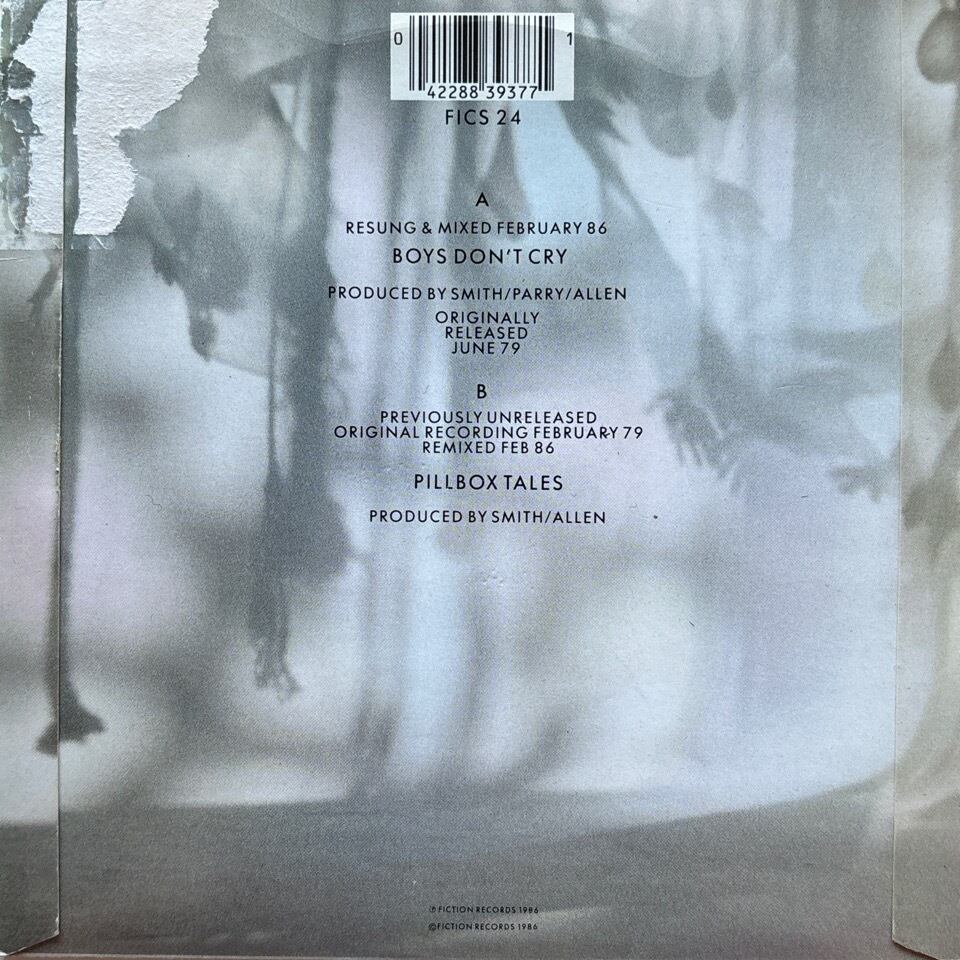 0 42288 39377 1
FICS 24
A
RESUNG & MIXED FEBRUARY 86
BOYS DON'T CRY
PRODUCED BY SMITH/PARRY/ALLEN
ORIGINALLY
RELEASED
JUNE 79
B
PREVIOUSLY UNRELEASED
ORIGINAL RECORDING FEBRUARY 79
REMIXED FEB 86
PILLBOX TALES
PRODUCED BY SMITH/ALLEN
℗ FICTION RECORDS 1986
© FICTION RECORDS 1986